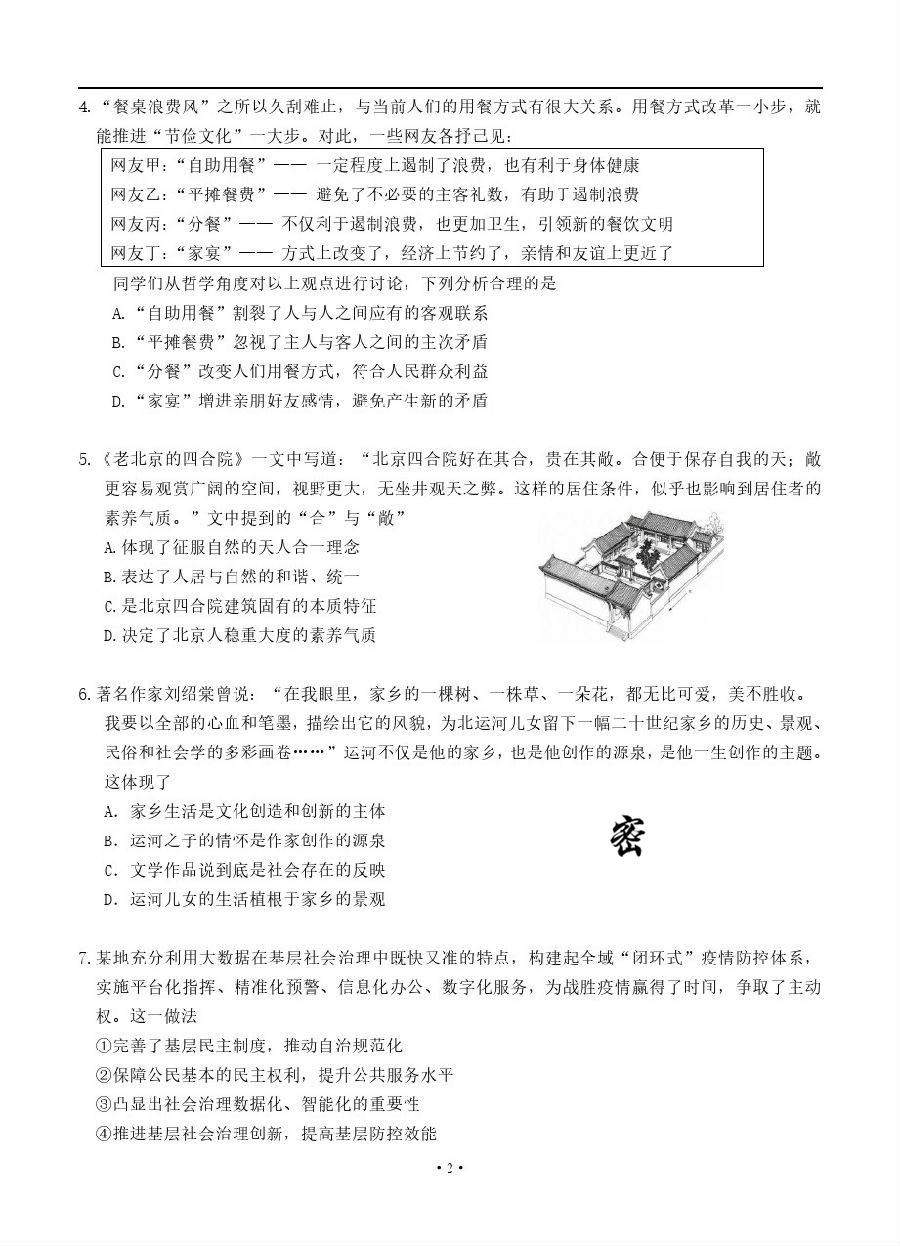 4.“餐桌浪费风”之所以久刮难止，与当前人们的用餐方式有很大关系。用餐方式改革一小步，就
能推进“节俭文化”一大步。对此，一些网友各抒己见：
网友甲：“自助用餐”—— 一定程度上遏制了浪费，也有利于身体健康
网友乙：“平摊餐费”—— 避免了不必要的主客礼数，有助于遏制浪费
网友丙：“分餐”—— 不仅利于遏制浪费，也更加卫生，引领新的餐饮文明
网友丁：“家宴”—— 方式上改变了，经济上节约了，亲情和友谊上更近了
同学们从哲学角度对以上观点进行讨论，下列分析合理的是
A.“自助用餐”割裂了人与人之间应有的客观联系
B.“平摊餐费”忽视了主人与客人之间的主次矛盾
C.“分餐”改变人们用餐方式，符合人民群众利益
D.“家宴”增进亲朋好友感情，避免产生新的矛盾
5.《老北京的四合院》一文中写道：“北京四合院好在其合，贵在其敞。合便于保存自我的天；敞
更容易观赏广阔的空间，视野更大，无坐井观天之弊。这样的居住条件，似乎也影响到居住者的
素养气质。”文中提到的“合”与“敞”
A.体现了征服自然的天人合一理念
B.表达了人居与自然的和谐、统一
C.是北京四合院建筑固有的本质特征
D.决定了北京人稳重大度的素养气质
6.著名作家刘绍棠曾说：“在我眼里，家乡的一棵树、一株草、一朵花，都无比可爱，美不胜收。
我要以全部的心血和笔墨，描绘出它的风貌，为北运河儿女留下一幅二十世纪家乡的历史、景观、
民俗和社会学的多彩画卷……”运河不仅是他的家乡，也是他创作的源泉，是他一生创作的主题。
这体现了
A．家乡生活是文化创造和创新的主体
B．运河之子的情怀是作家创作的源泉
C．文学作品说到底是社会存在的反映
D．运河儿女的生活植根于家乡的景观
密
7.某地充分利用大数据在基层社会治理中既快又准的特点，构建起全域“闭环式”疫情防控体系，
实施平台化指挥、精准化预警、信息化办公、数字化服务，为战胜疫情赢得了时间，争取了主动
权。这一做法
①完善了基层民主制度，推动自治规范化
②保障公民基本的民主权利，提升公共服务水平
③凸显出社会治理数据化、智能化的重要性
④推进基层社会治理创新，提高基层防控效能
·2·